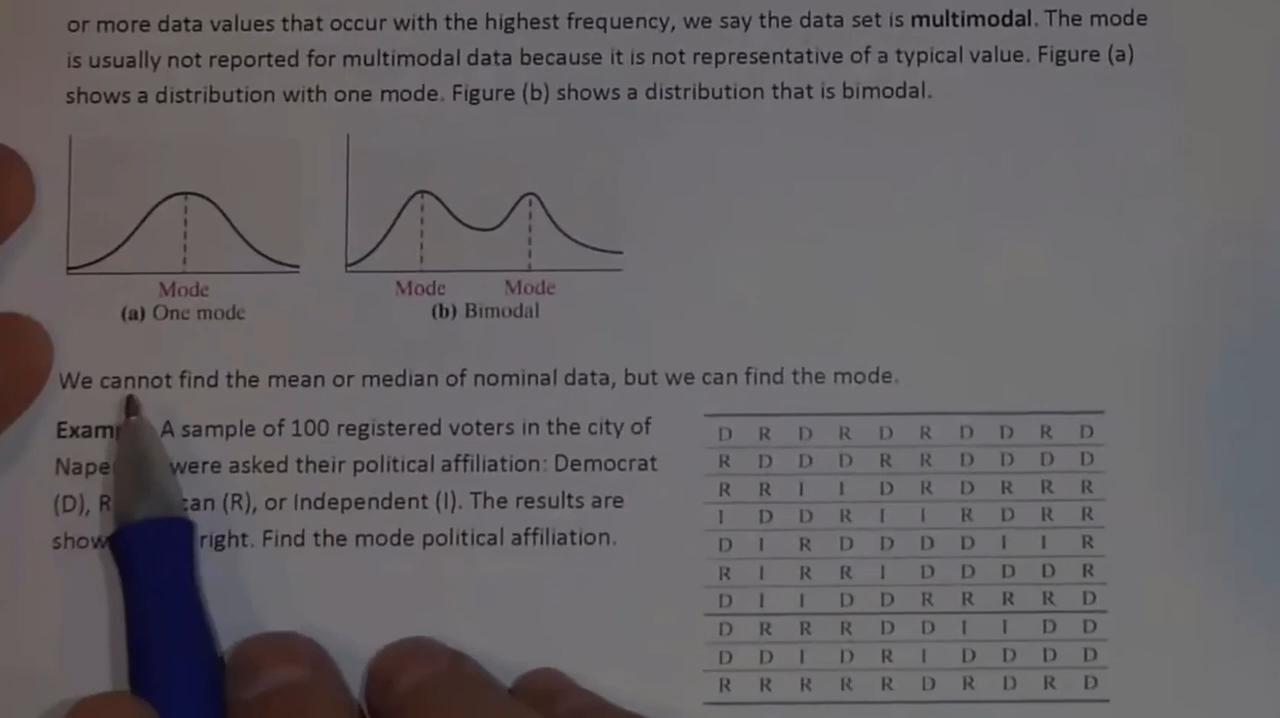 or more data values that occur with the highest frequency, we say the data set is multimodal. The mode
is usually not reported for multimodal data because it is not representative of a typical value. Figure (a)
shows a distribution with one mode. Figure (b) shows a distribution that is bimodal.
Mode
(a) One mode
Mode Mode
(b) Bimodal
We cannot find the mean or median of nominal data, but we can find the mode.
Exam A sample of 100 registered voters in the city of
Nape were asked their political affiliation: Democrat
(D), R can (R), or Independent (I). The results are
show right. Find the mode political affiliation.
D R D R D R D D R D
R D D D R R D D D D
R R I I D R D R R R
I D D R I I R D R R
D I R D D D D I I R
R I R R I D D D D R
D I I D D R R R R D
D R R R D D I I D D
D D I D R I D D D D
R R R R R D R D R D